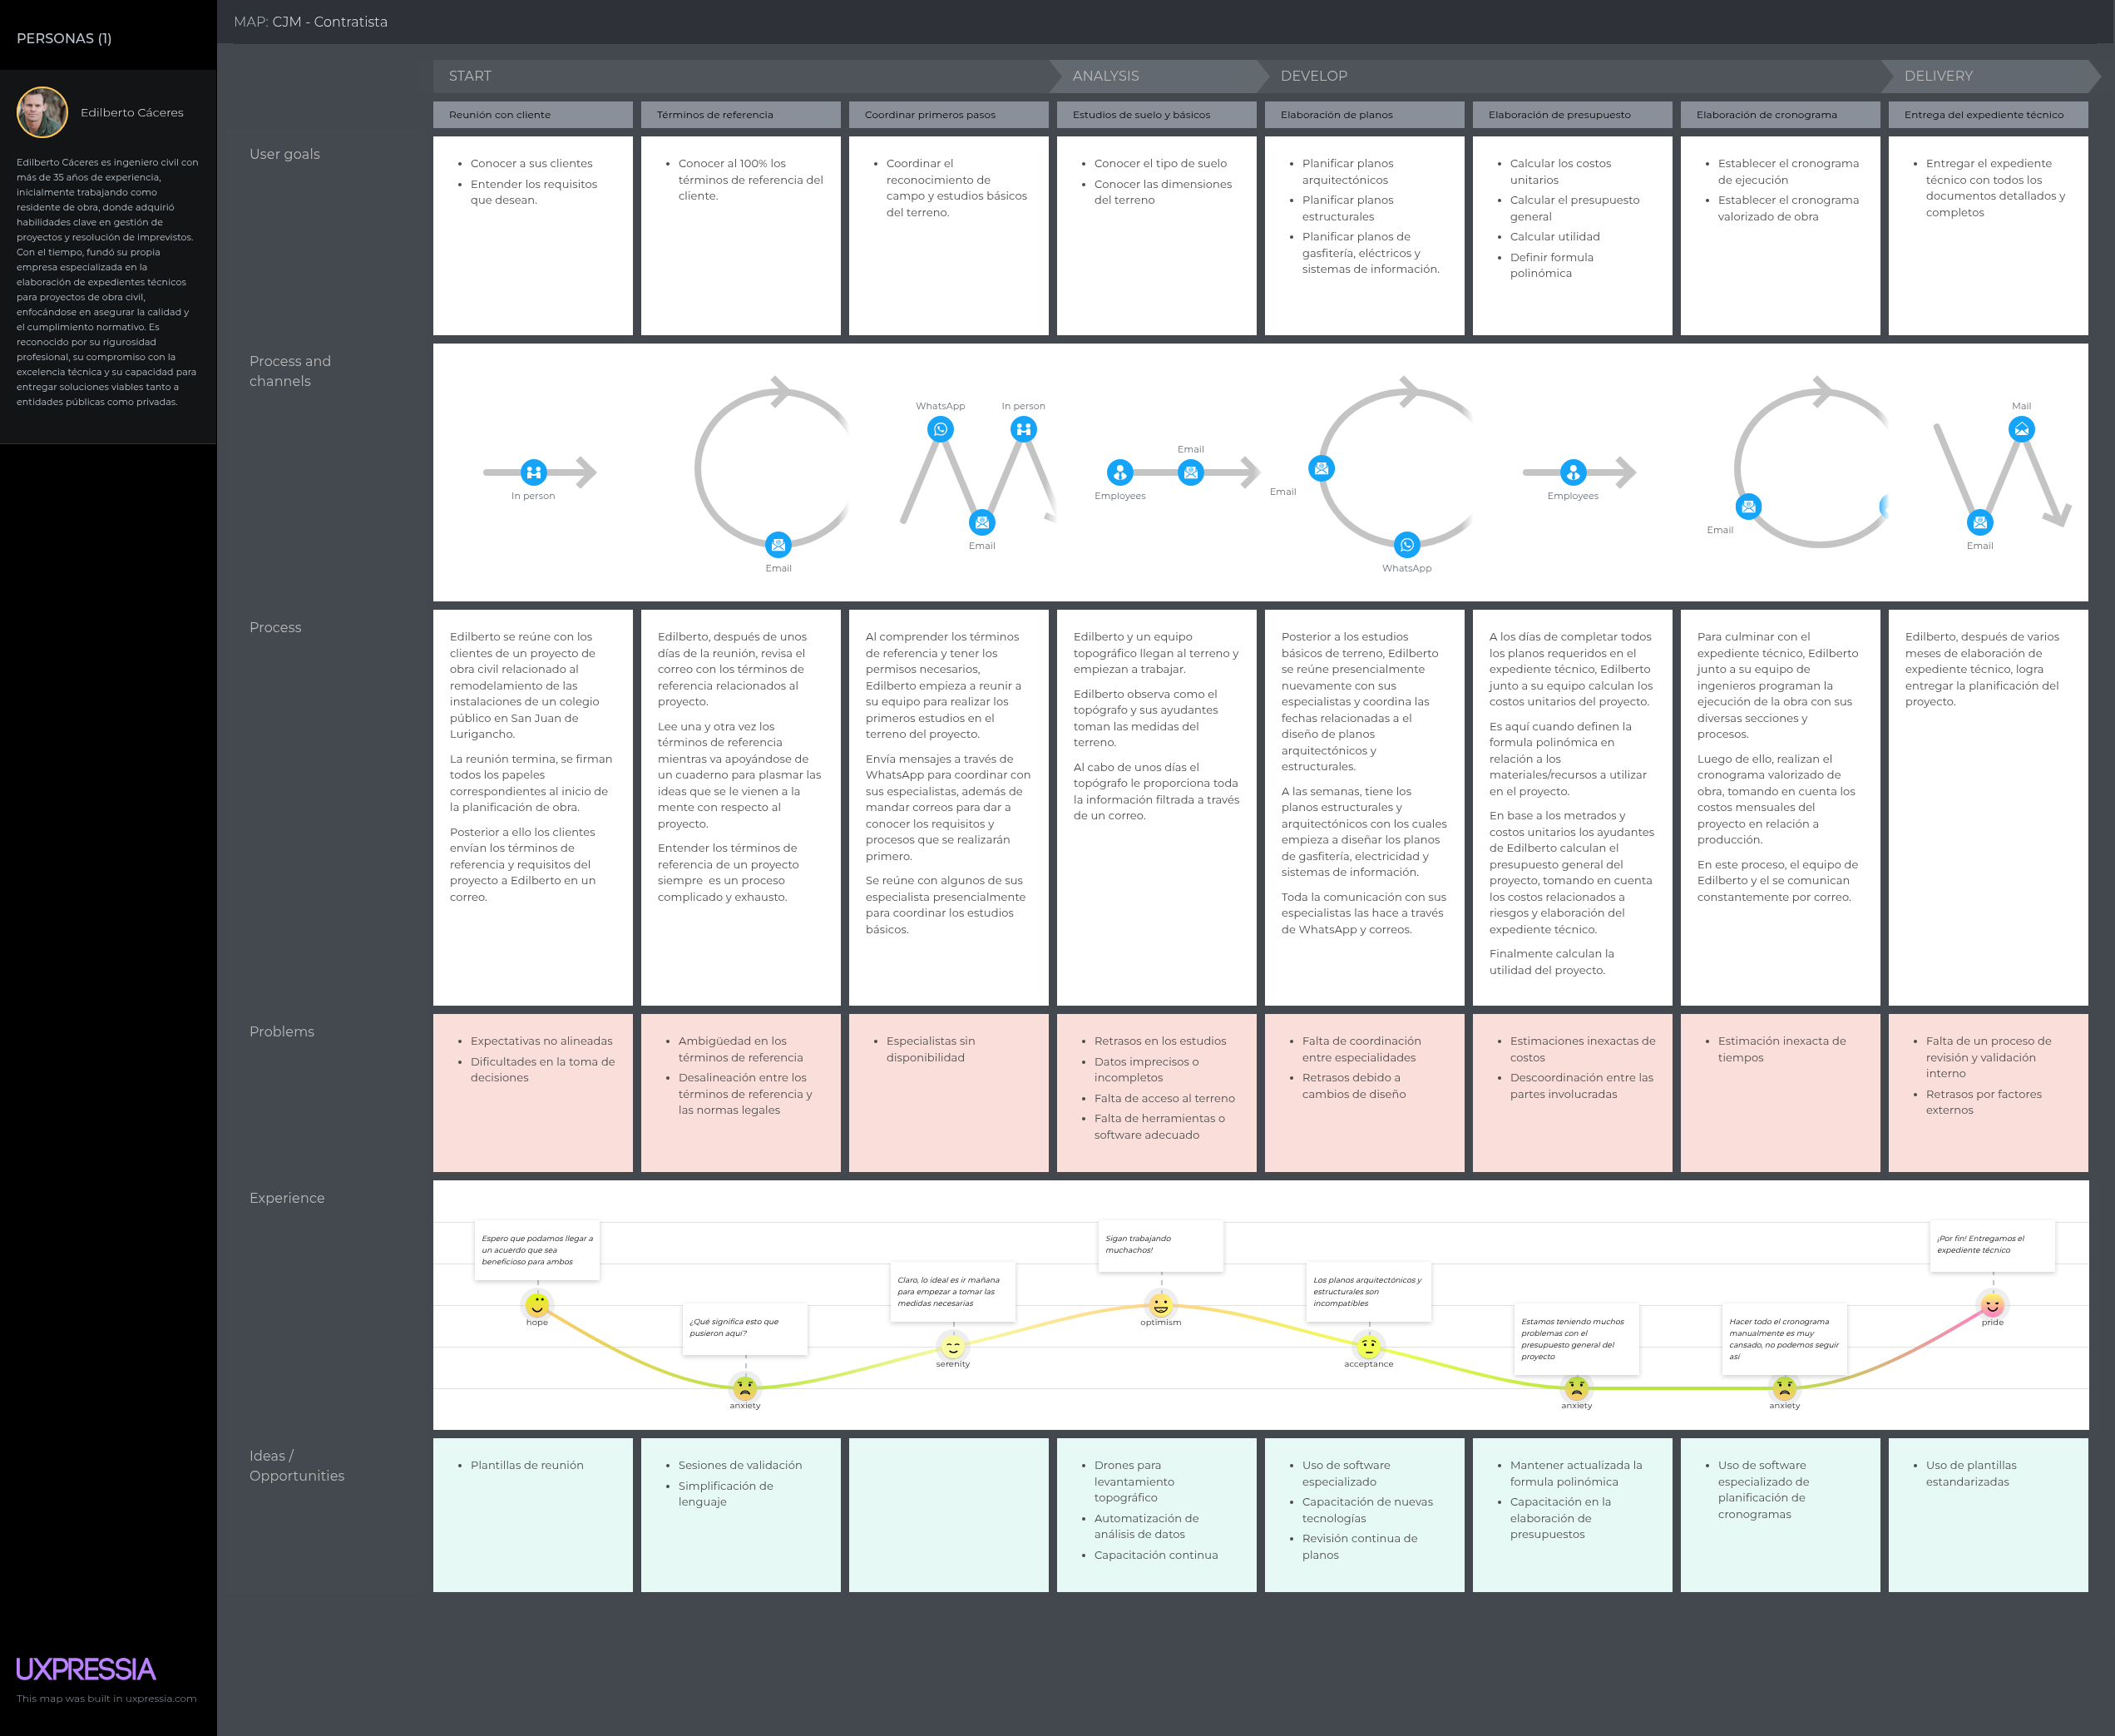 PERSONAS (1)
Edilberto Cáceres
Edilberto Cáceres es ingeniero civil con
más de 35 años de experiencia,
inicialmente trabajando como
residente de obra, donde adquirió
habilidades clave en gestión de
proyectos y resolución de imprevistos.
Con el tiempo, fundó su propia
empresa especializada en la
elaboración de expedientes técnicos
para proyectos de obra civil,
enfocándose en asegurar la calidad y
el cumplimiento normativo. Es
reconocido por su rigurosidad
profesional, su compromiso con la
excelencia técnica y su capacidad para
entregar soluciones viables tanto a
entidades públicas como privadas.
UXPRESSIA
This map was built in uxpressia.com
MAP: CJM - Contratista
START
ANALYSIS
DEVELOP
DELIVERY
Reunión con cliente
Términos de referencia
Coordinar primeros pasos
Estudios de suelo y básicos
Elaboración de planos
Elaboración de presupuesto
Elaboración de cronograma
Entrega del expediente técnico
User goals
• Conocer a sus clientes
• Entender los requisitos
que desean.
• Conocer al 100% los
términos de referencia del
cliente.
• Coordinar el
reconocimiento de
campo y estudios básicos
del terreno.
• Conocer el tipo de suelo
• Conocer las dimensiones
del terreno
• Planificar planos
arquitectónicos
• Planificar planos
estructurales
• Planificar planos de
gasfitería, eléctricos y
sistemas de información.
• Calcular los costos
unitarios
• Calcular el presupuesto
general
• Calcular utilidad
• Definir formula
polinómica
• Establecer el cronograma
de ejecución
• Establecer el cronograma
valorizado de obra
• Entregar el expediente
técnico con todos los
documentos detallados y
completos
Process and
channels
In person
Email
WhatsApp
In person
Email
Employees
Email
Email
WhatsApp
Employees
Email
Mail
Email
Process
Edilberto se reúne con los
clientes de un proyecto de
obra civil relacionado al
remodelamiento de las
instalaciones de un colegio
público en San Juan de
Lurigancho.
La reunión termina, se firman
todos los papeles
correspondientes al inicio de
la planificación de obra.
Posterior a ello los clientes
envían los términos de
referencia y requisitos del
proyecto a Edilberto en un
correo.
Edilberto, después de unos
días de la reunión, revisa el
correo con los términos de
referencia relacionados al
proyecto.
Lee una y otra vez los
términos de referencia
mientras va apoyándose de
un cuaderno para plasmar las
ideas que se le vienen a la
mente con respecto al
proyecto.
Entender los términos de
referencia de un proyecto
siempre  es un proceso
complicado y exhausto.
Al comprender los términos
de referencia y tener los
permisos necesarios,
Edilberto empieza a reunir a
su equipo para realizar los
primeros estudios en el
terreno del proyecto.
Envía mensajes a través de
WhatsApp para coordinar con
sus especialistas, además de
mandar correos para dar a
conocer los requisitos y
procesos que se realizarán
primero.
Se reúne con algunos de sus
especialista presencialmente
para coordinar los estudios
básicos.
Edilberto y un equipo
topográfico llegan al terreno y
empiezan a trabajar.
Edilberto observa como el
topógrafo y sus ayudantes
toman las medidas del
terreno.
Al cabo de unos días el
topógrafo le proporciona toda
la información filtrada a través
de un correo.
Posterior a los estudios
básicos de terreno, Edilberto
se reúne presencialmente
nuevamente con sus
especialistas y coordina las
fechas relacionadas a el
diseño de planos
arquitectónicos y
estructurales.
A las semanas, tiene los
planos estructurales y
arquitectónicos con los cuales
empieza a diseñar los planos
de gasfitería, electricidad y
sistemas de información.
Toda la comunicación con sus
especialistas las hace a través
de WhatsApp y correos.
A los días de completar todos
los planos requeridos en el
expediente técnico, Edilberto
junto a su equipo calculan los
costos unitarios del proyecto.
Es aquí cuando definen la
formula polinómica en
relación a los
materiales/recursos a utilizar
en el proyecto.
En base a los metrados y
costos unitarios los ayudantes
de Edilberto calculan el
presupuesto general del
proyecto, tomando en cuenta
los costos relacionados a
riesgos y elaboración del
expediente técnico.
Finalmente calculan la
utilidad del proyecto.
Para culminar con el
expediente técnico, Edilberto
junto a su equipo de
ingenieros programan la
ejecución de la obra con sus
diversas secciones y
procesos.
Luego de ello, realizan el
cronograma valorizado de
obra, tomando en cuenta los
costos mensuales del
proyecto en relación a
producción.
En este proceso, el equipo de
Edilberto y el se comunican
constantemente por correo.
Edilberto, después de varios
meses de elaboración de
expediente técnico, logra
entregar la planificación del
proyecto.
Problems
• Expectativas no alineadas
• Dificultades en la toma de
decisiones
• Ambigüedad en los
términos de referencia
• Desalineación entre los
términos de referencia y
las normas legales
• Especialistas sin
disponibilidad
• Retrasos en los estudios
• Datos imprecisos o
incompletos
• Falta de acceso al terreno
• Falta de herramientas o
software adecuado
• Falta de coordinación
entre especialidades
• Retrasos debido a
cambios de diseño
• Estimaciones inexactas de
costos
• Descoordinación entre las
partes involucradas
• Estimación inexacta de
tiempos
• Falta de un proceso de
revisión y validación
interno
• Retrasos por factores
externos
Experience
Espero que podamos llegar a
un acuerdo que sea
beneficioso para ambos
hope
¿Qué significa esto que
pusieron aquí?
anxiety
Claro, lo ideal es ir mañana
para empezar a tomar las
medidas necesarias
serenity
Sigan trabajando
muchachos!
optimism
Los planos arquitectónicos y
estructurales son
incompatibles
acceptance
Estamos teniendo muchos
problemas con el
presupuesto general del
proyecto
anxiety
Hacer todo el cronograma
manualmente es muy
cansado, no podemos seguir
así
anxiety
¡Por fin! Entregamos el
expediente técnico
pride
Ideas /
Opportunities
• Plantillas de reunión
• Sesiones de validación
• Simplificación de
lenguaje
• Drones para
levantamiento
topográfico
• Automatización de
análisis de datos
• Capacitación continua
• Uso de software
especializado
• Capacitación de nuevas
tecnologías
• Revisión continua de
planos
• Mantener actualizada la
formula polinómica
• Capacitación en la
elaboración de
presupuestos
• Uso de software
especializado de
planificación de
cronogramas
• Uso de plantillas
estandarizadas